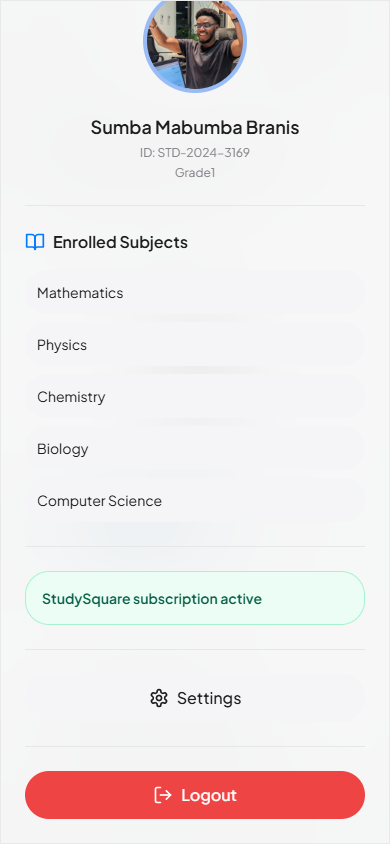 Sumba Mabumba Branis
ID: STD-2024-3169
Grade1
Enrolled Subjects
Mathematics
Physics
Chemistry
Biology
Computer Science
StudySquare subscription active
Settings
Logout